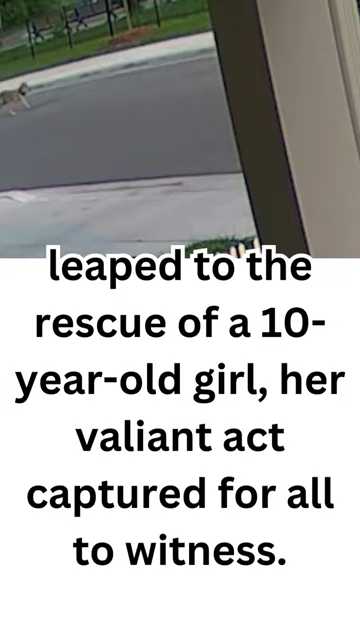 leaped to the
rescue of a 10-
year-old girl, her
valiant act
captured for all
to witness.